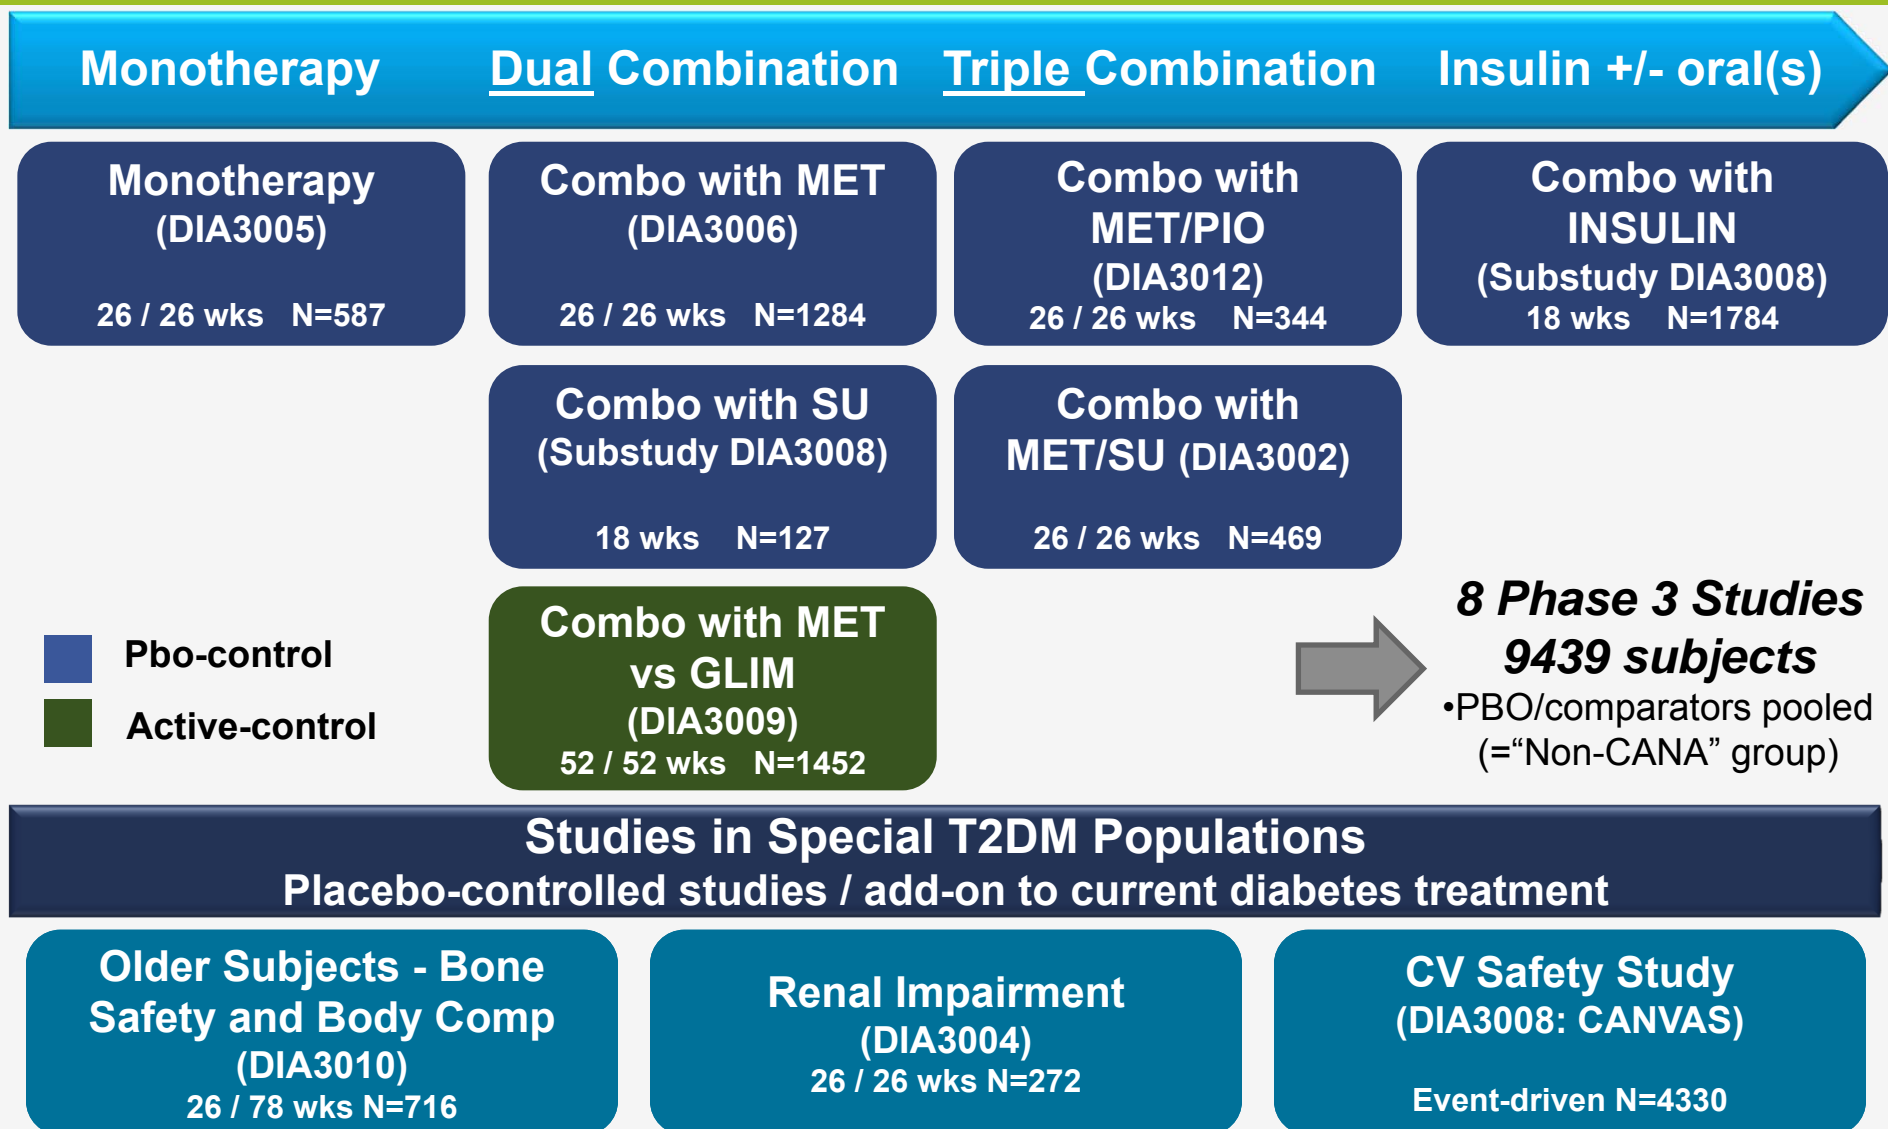 Monotherapy Dual Combination Triple Combination Insulin +/- oral(s)
Monotherapy
(DIA3005)
26 / 26 wks N=587
Combo with MET
(DIA3006)
26 / 26 wks N=1284
Combo with
MET/PIO
(DIA3012)
26 / 26 wks N=344
Combo with
INSULIN
(Substudy DIA3008)
18 wks N=1784
Combo with SU
(Substudy DIA3008)
18 wks N=127
Combo with
MET/SU (DIA3002)
26 / 26 wks N=469
Pbo-control
Active-control
Combo with MET
vs GLIM
(DIA3009)
52 / 52 wks N=1452
8 Phase 3 Studies
9439 subjects
•PBO/comparators pooled
(=“Non-CANA” group)
Studies in Special T2DM Populations
Placebo-controlled studies / add-on to current diabetes treatment
Older Subjects - Bone
Safety and Body Comp
(DIA3010)
26 / 78 wks N=716
Renal Impairment
(DIA3004)
26 / 26 wks N=272
CV Safety Study
(DIA3008: CANVAS)
Event-driven N=4330